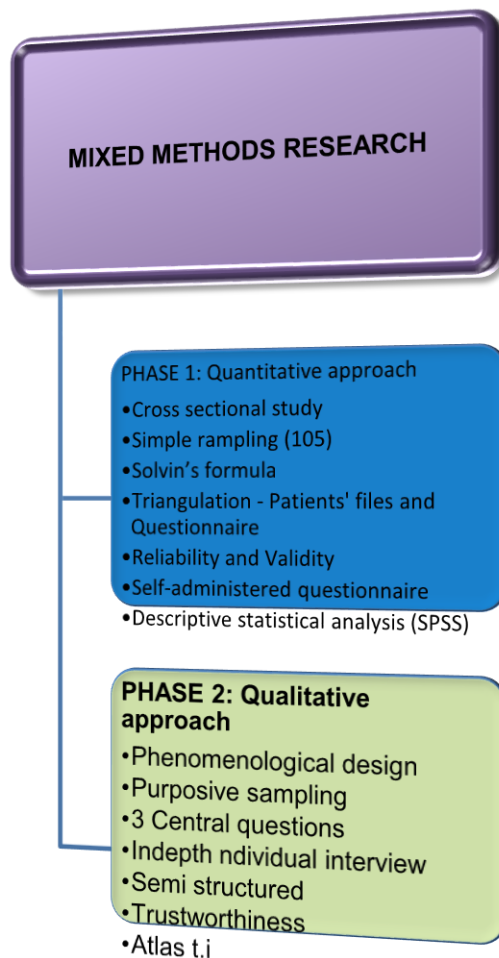 MIXED METHODS RESEARCH
PHASE 1: Quantitative approach
•Cross sectional study
•Simple rampling (105)
•Solvin's formula
•Triangulation - Patients' files and
Questionnaire
•Reliability and Validity
•Self-administered questionnaire
•Descriptive statistical analysis (SPSS)
PHASE 2: Qualitative
approach
•Phenomenological design
•Purposive sampling
•3 Central questions
•Indepth ndividual interview
•Semi structured
•Trustworthiness
•Atlas t.i